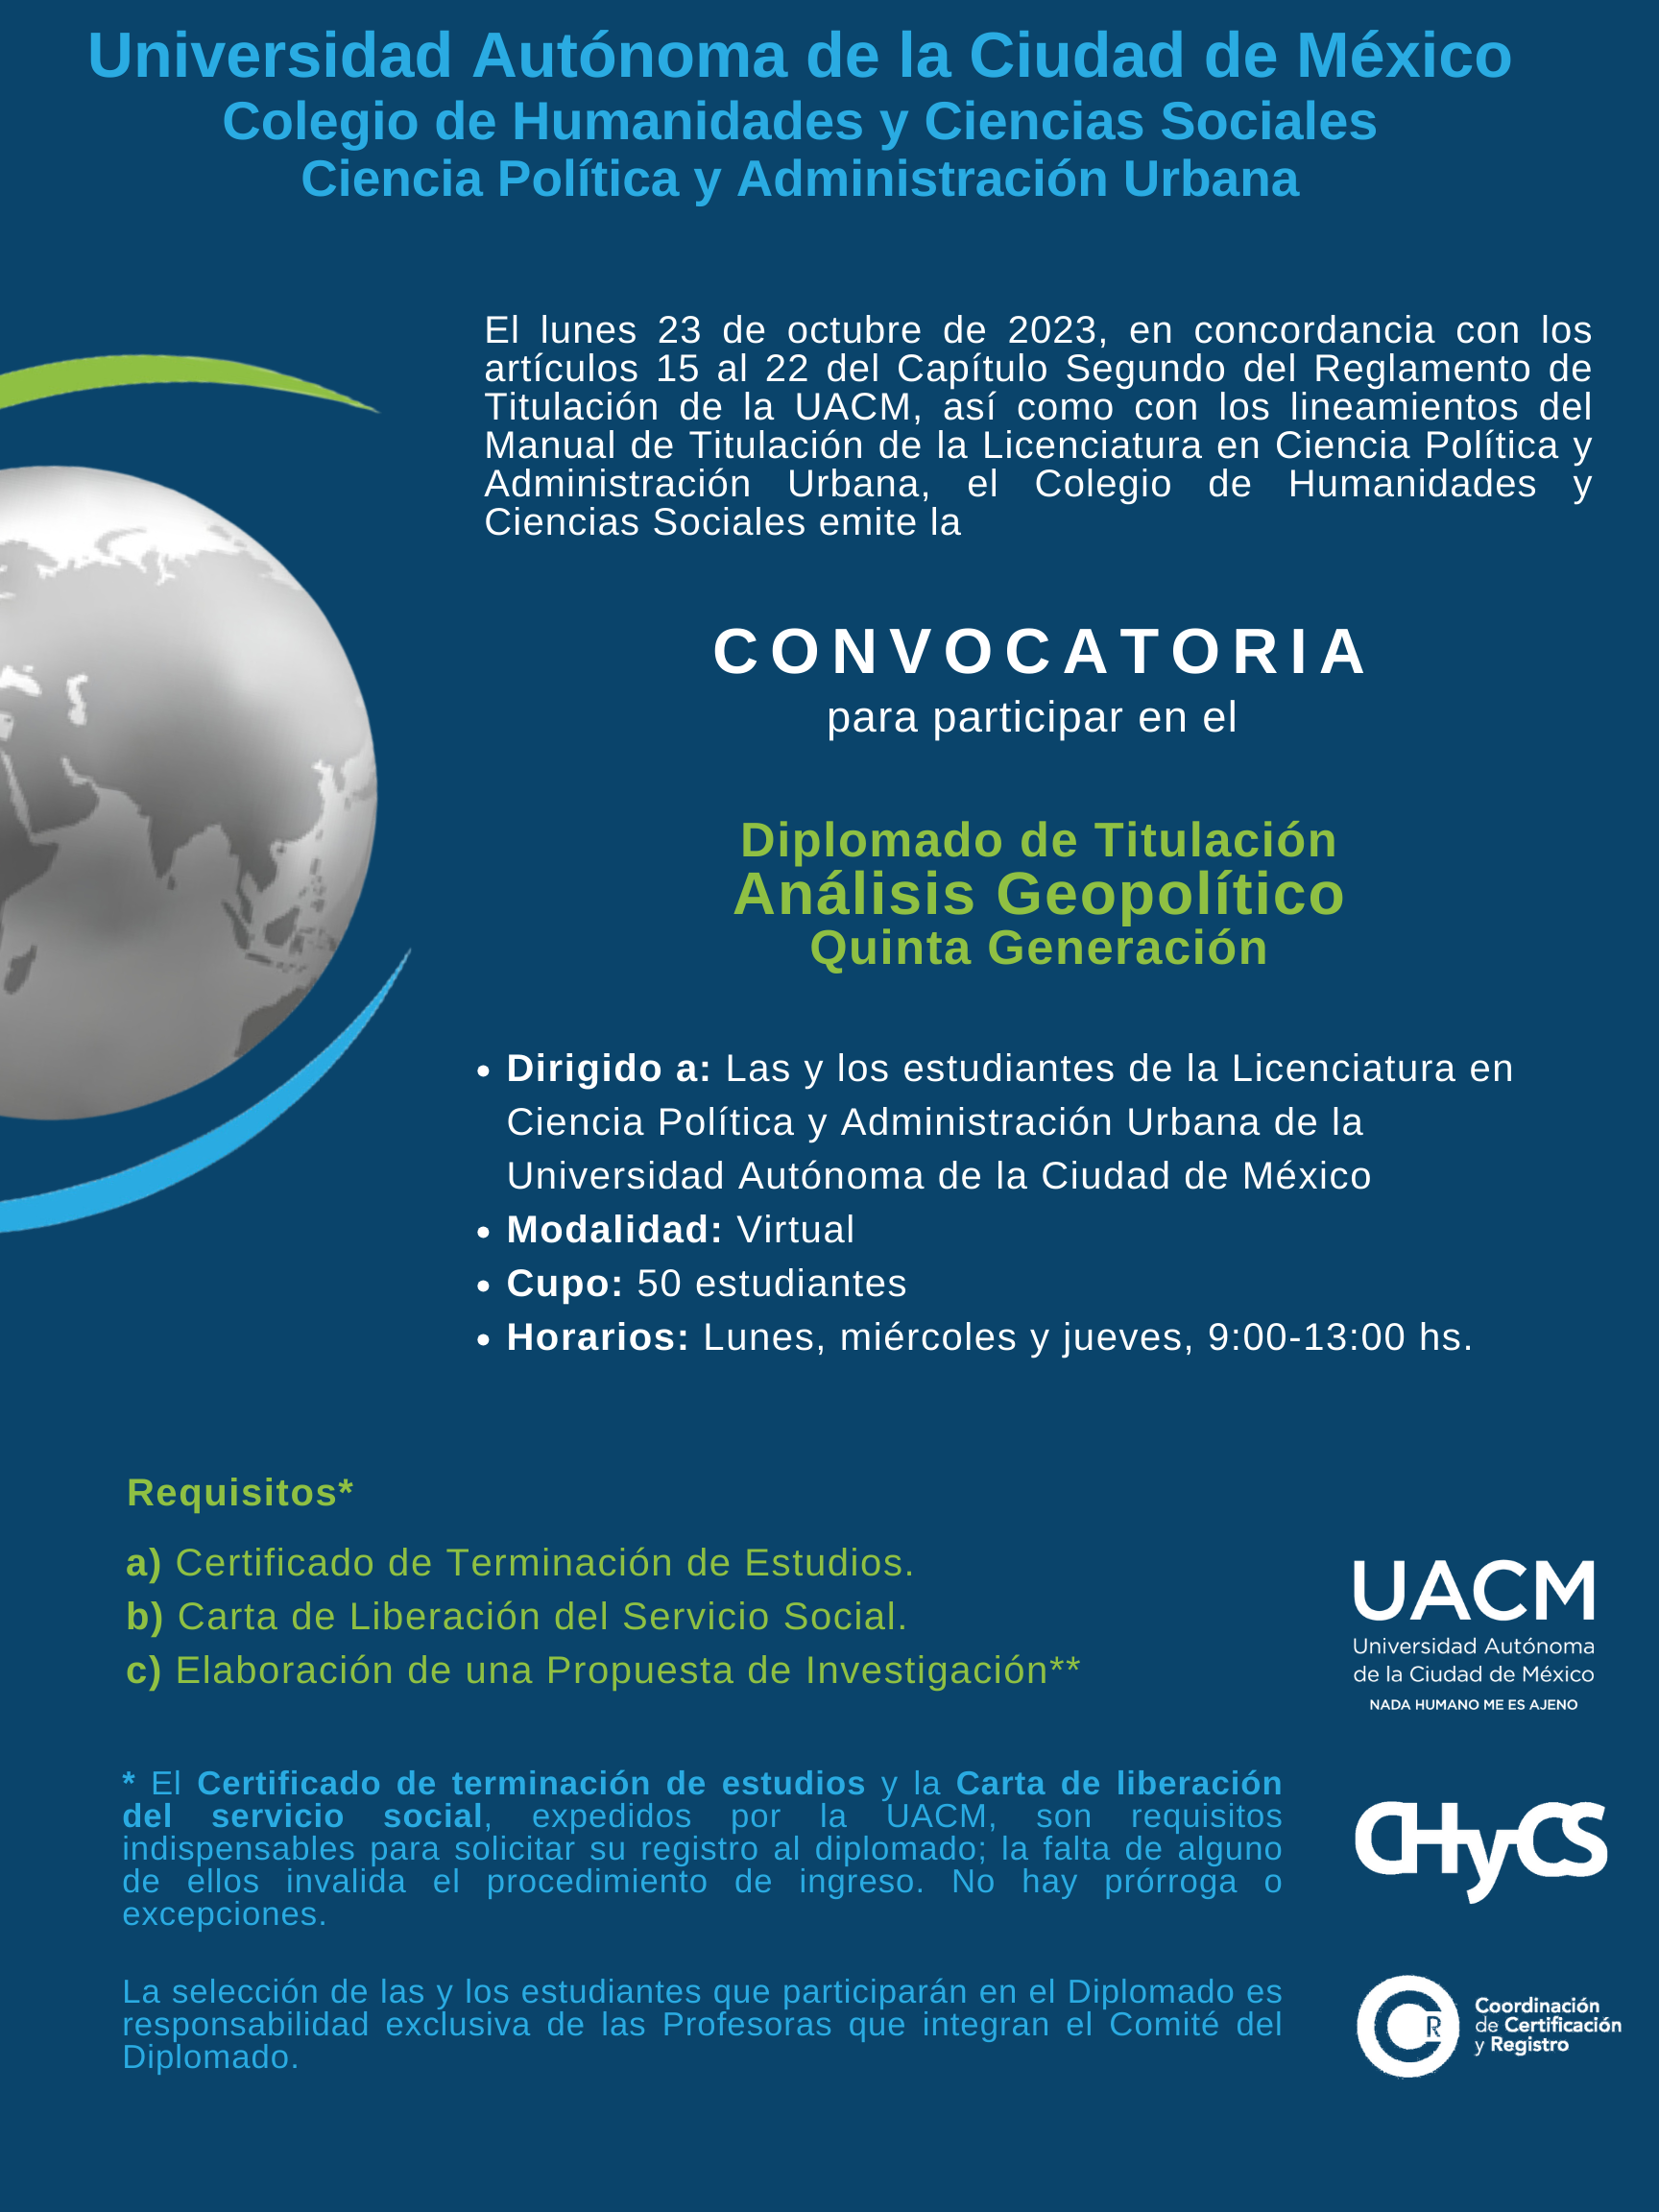 Universidad Autónoma de la Ciudad de México
Colegio de Humanidades y Ciencias Sociales
Ciencia Política y Administración Urbana
El lunes 23 de octubre de 2023, en concordancia con los
artículos 15 al 22 del Capítulo Segundo del Reglamento de
Titulación de la UACM, así como con los lineamientos del
Manual de Titulación de la Licenciatura en Ciencia Política y
Administración Urbana, el Colegio de Humanidades y
Ciencias Sociales emite la
CONVOCATORIA
para participar en el
Diplomado de Titulación
Análisis Geopolítico
Quinta Generación
• Dirigido a: Las y los estudiantes de la Licenciatura en
Ciencia Política y Administración Urbana de la
Universidad Autónoma de la Ciudad de México
• Modalidad: Virtual
• Cupo: 50 estudiantes
• Horarios: Lunes, miércoles y jueves, 9:00-13:00 hs.
Requisitos*
a) Certificado de Terminación de Estudios.
b) Carta de Liberación del Servicio Social.
c) Elaboración de una Propuesta de Investigación**
* El Certificado de terminación de estudios y la Carta de liberación
del servicio social, expedidos por la UACM, son requisitos
indispensables para solicitar su registro al diplomado; la falta de alguno
de ellos invalida el procedimiento de ingreso. No hay prórroga o
excepciones.
La selección de las y los estudiantes que participarán en el Diplomado es
responsabilidad exclusiva de las Profesoras que integran el Comité del
Diplomado.
UACM
Universidad Autónoma
de la Ciudad de México
NADA HUMANO ME ES AJENO
CHyCS
CR
Coordinación
de Certificación
y Registro